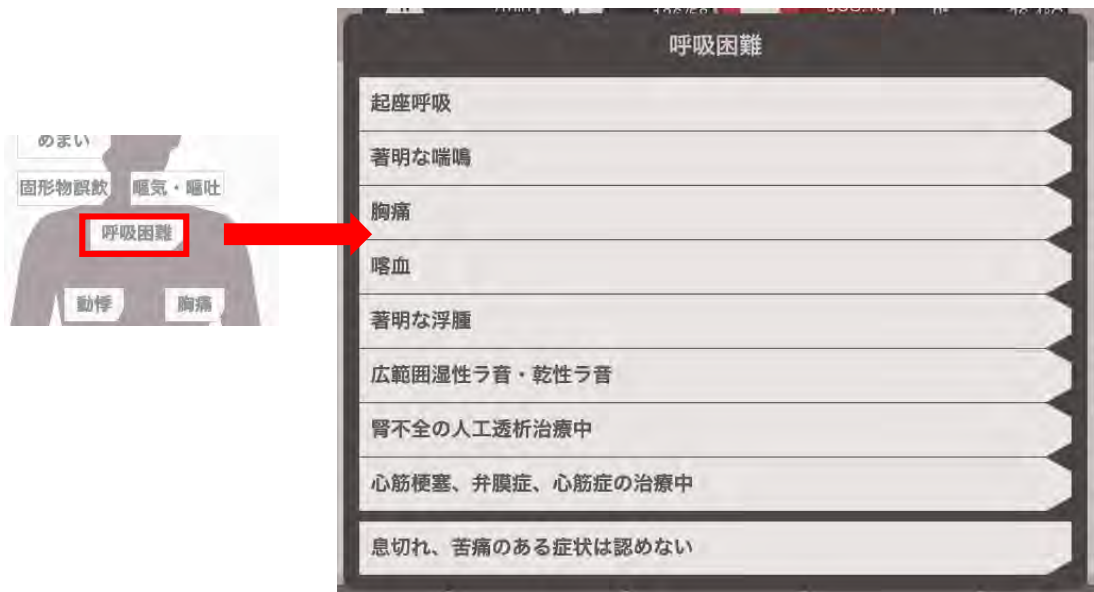 めまい
固形物誤飲
嘔気・嘔吐
呼吸困難
動悸
胸痛
呼吸困難
起座呼吸
著明な喘鳴
胸痛
喀血
著明な浮腫
広範囲湿性ラ音・乾性ラ音
腎不全の人工透析治療中
心筋梗塞、弁膜症、心筋症の治療中
息切れ、苦痛のある症状は認めない